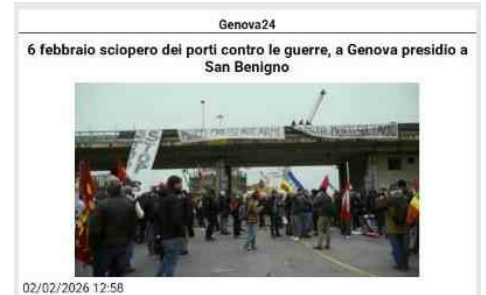 Genova24
6 febbraio sciopero dei porti contro le guerre, a Genova presidio a
San Benigno
02/02/2026 12:58